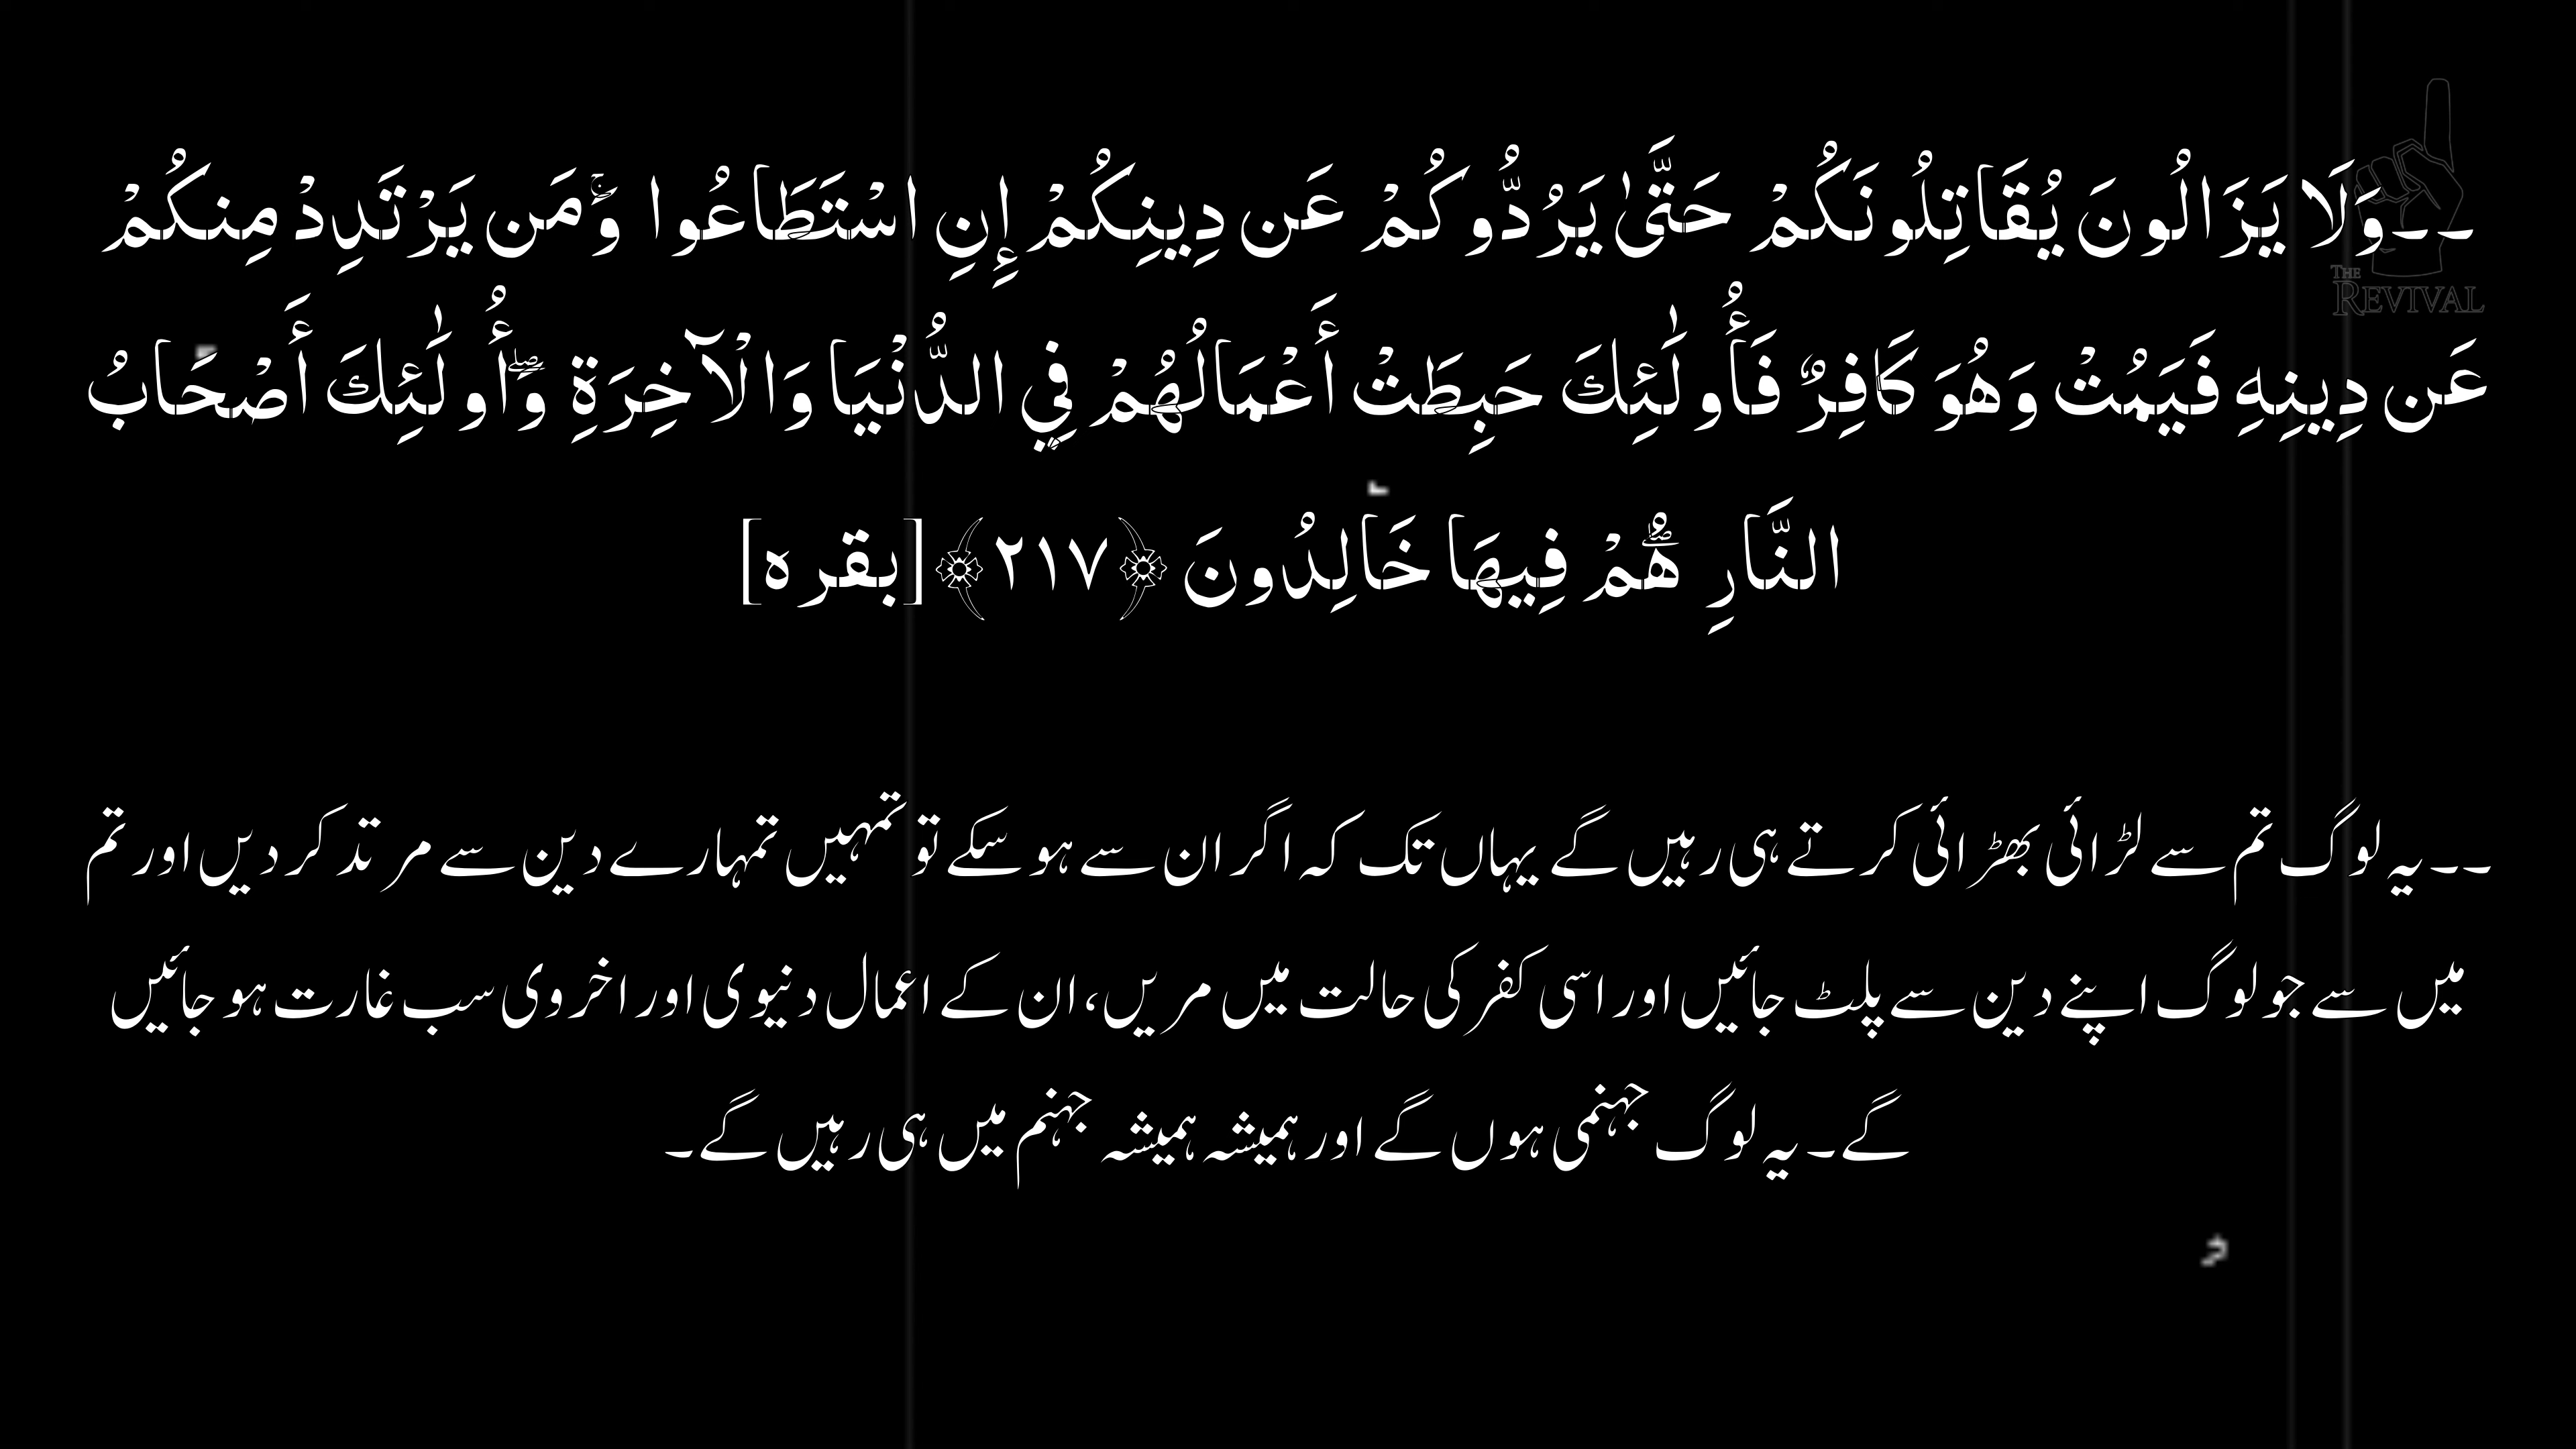 ۔۔وَلَا يَزَالُونَ يُقَاتِلُونَكُمْ حَتَّىٰ يَرُدُّوكُمْ عَن دِينِكُمْ إِنِ اسْتَطَاعُوا ۚ وَمَن يَرْتَدِدْ مِنكُمْ
عَن دِينِهِ فَيَمُتْ وَهُوَ كَافِرٌ فَأُولَٰئِكَ حَبِطَتْ أَعْمَالُهُمْ فِي الدُّنْيَا وَالْآخِرَةِ ۖ وَأُولَٰئِكَ أَصْحَابُ
النَّارِ ۖ هُمْ فِيهَا خَالِدُونَ ﴿٢١٧﴾ [بقرہ]
۔۔یہ لوگ تم سے لڑائی بھڑائی کرتے ہی رہیں گے یہاں تک کہ اگر ان سے ہوسکے تو تمہیں تمہارے دین سے مرتد کر دیں اور تم
میں سے جو لوگ اپنے دین سے پلٹ جائیں اور اسی کفر کی حالت میں مریں، ان کے اعمال دنیوی اور اخروی سب غارت ہو جائیں
گے۔ یہ لوگ جہنمی ہوں گے اور ہمیشہ ہمیشہ جہنم میں ہی رہیں گے۔
THE
REVIVAL